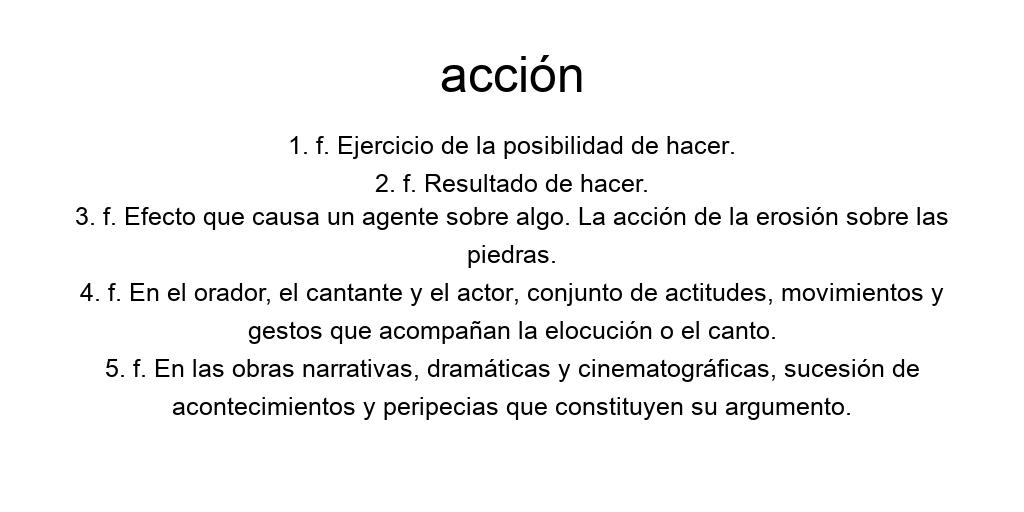 acción
1. f. Ejercicio de la posibilidad de hacer.
2. f. Resultado de hacer.
3. f. Efecto que causa un agente sobre algo. La acción de la erosión sobre las
piedras.
4. f. En el orador, el cantante y el actor, conjunto de actitudes, movimientos y
gestos que acompañan la elocución o el canto.
5. f. En las obras narrativas, dramáticas y cinematográficas, sucesión de
acontecimientos y peripecias que constituyen su argumento.